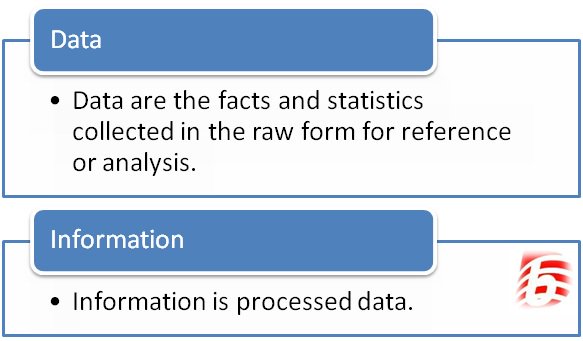 Data
• Data are the facts and statistics
collected in the raw form for reference
or analysis.
Information
• Information is processed data.